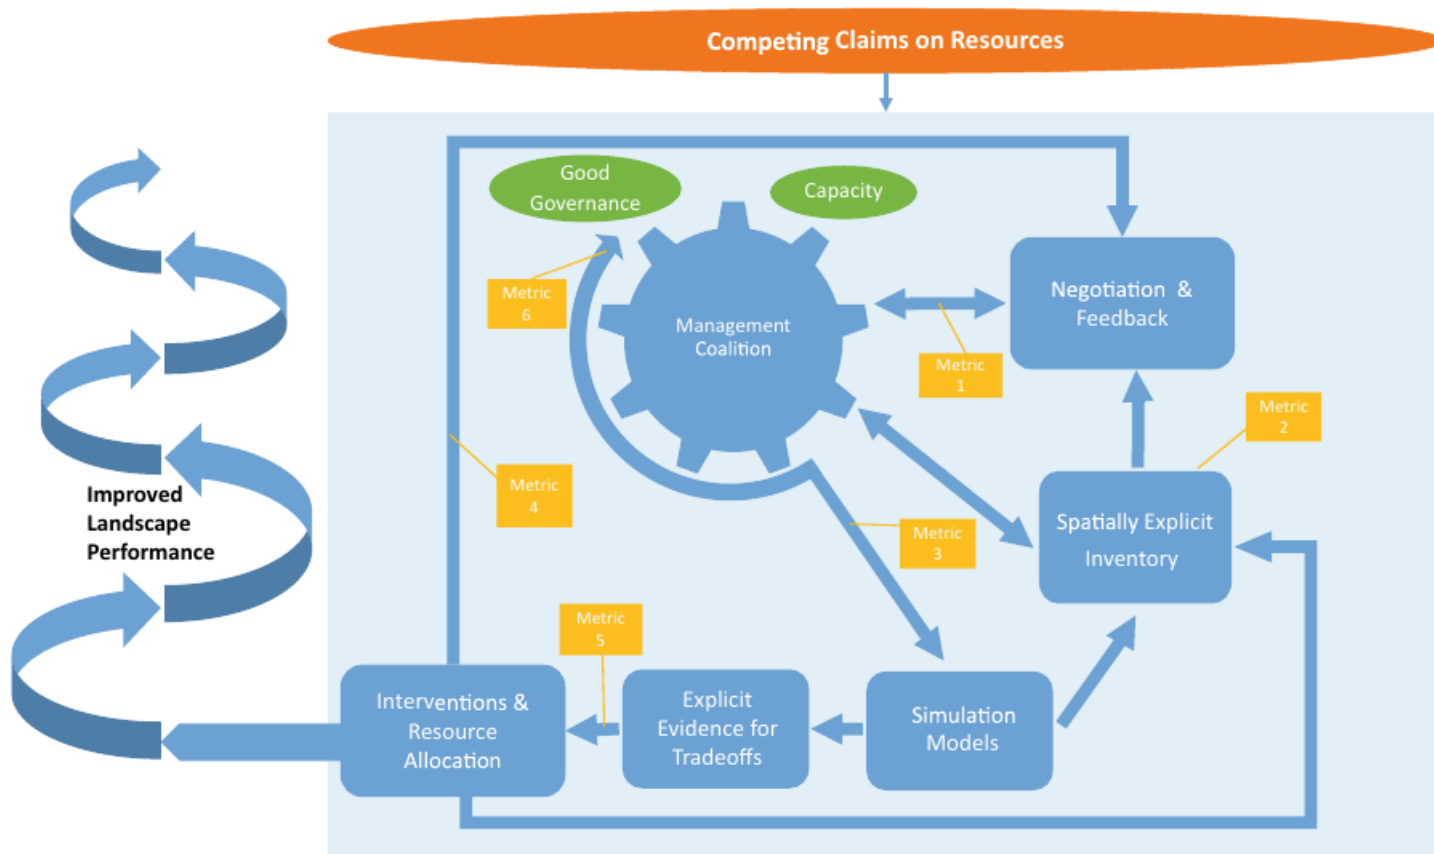 Competing Claims on Resources
Good
Governance
Capacity
Metric
6
Management
Coalition
Negotiation &
Feedback
Metric
1
Metric
2
Improved
Landscape
Performance
Metric
4
Metric
3
Spatially Explicit
Inventory
Metric
5
Interventions &
Resource
Allocation
Explicit
Evidence for
Tradeoffs
Simulation
Models